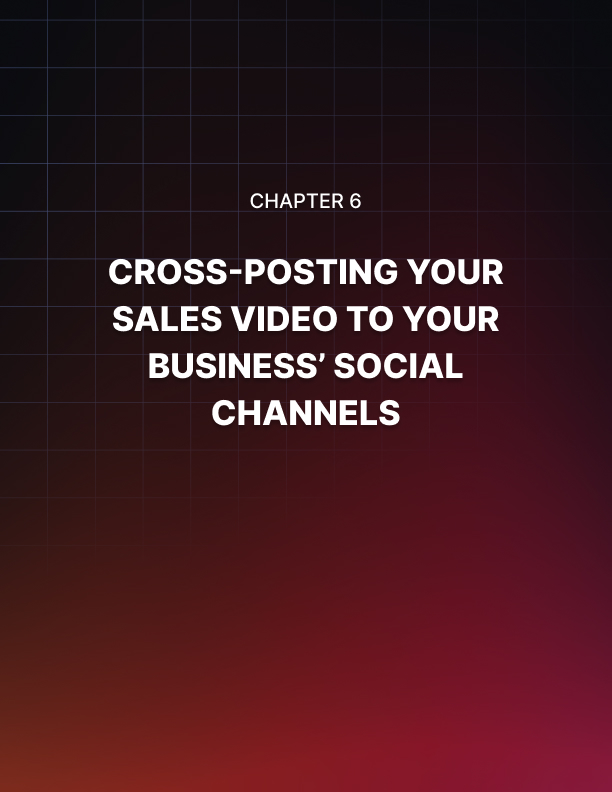 CHAPTER 6
CROSS-POSTING YOUR
SALES VIDEO TO YOUR
BUSINESS’ SOCIAL
CHANNELS